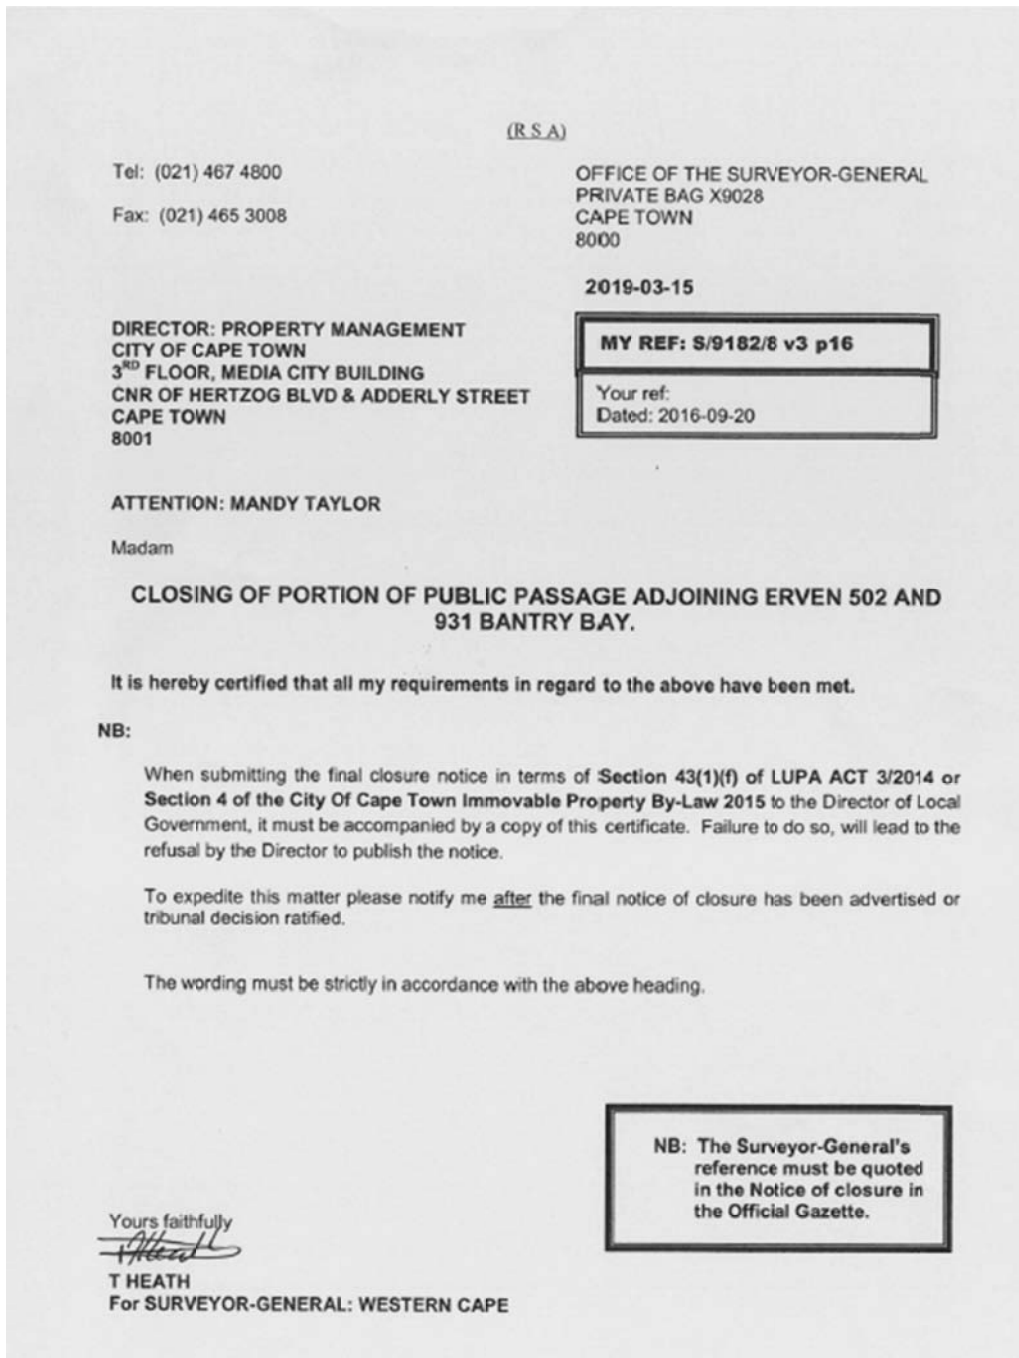 (R S A)
Tel: (021) 467 4800
Fax: (021) 465 3008
OFFICE OF THE SURVEYOR-GENERAL
PRIVATE BAG X9028
CAPE TOWN
8000
2019-03-15
DIRECTOR: PROPERTY MANAGEMENT
CITY OF CAPE TOWN
3RD FLOOR, MEDIA CITY BUILDING
CNR OF HERTZOG BLVD & ADDERLY STREET
CAPE TOWN
8001
MY REF: S/9182/8 v3 p16
Your ref:
Dated: 2016-09-20
ATTENTION: MANDY TAYLOR
Madam
CLOSING OF PORTION OF PUBLIC PASSAGE ADJOINING ERVEN 502 AND
931 BANTRY BAY.
It is hereby certified that all my requirements in regard to the above have been met.
NB:
When submitting the final closure notice in terms of Section 43(1)(f) of LUPA ACT 3/2014 or
Section 4 of the City Of Cape Town Immovable Property By-Law 2015 to the Director of Local
Government, it must be accompanied by a copy of this certificate. Failure to do so, will lead to the
refusal by the Director to publish the notice.
To expedite this matter please notify me after the final notice of closure has been advertised or
tribunal decision ratified.
The wording must be strictly in accordance with the above heading.
NB: The Surveyor-General's
reference must be quoted
in the Notice of closure in
the Official Gazette.
Yours faithfully
T HEATH
For SURVEYOR-GENERAL: WESTERN CAPE